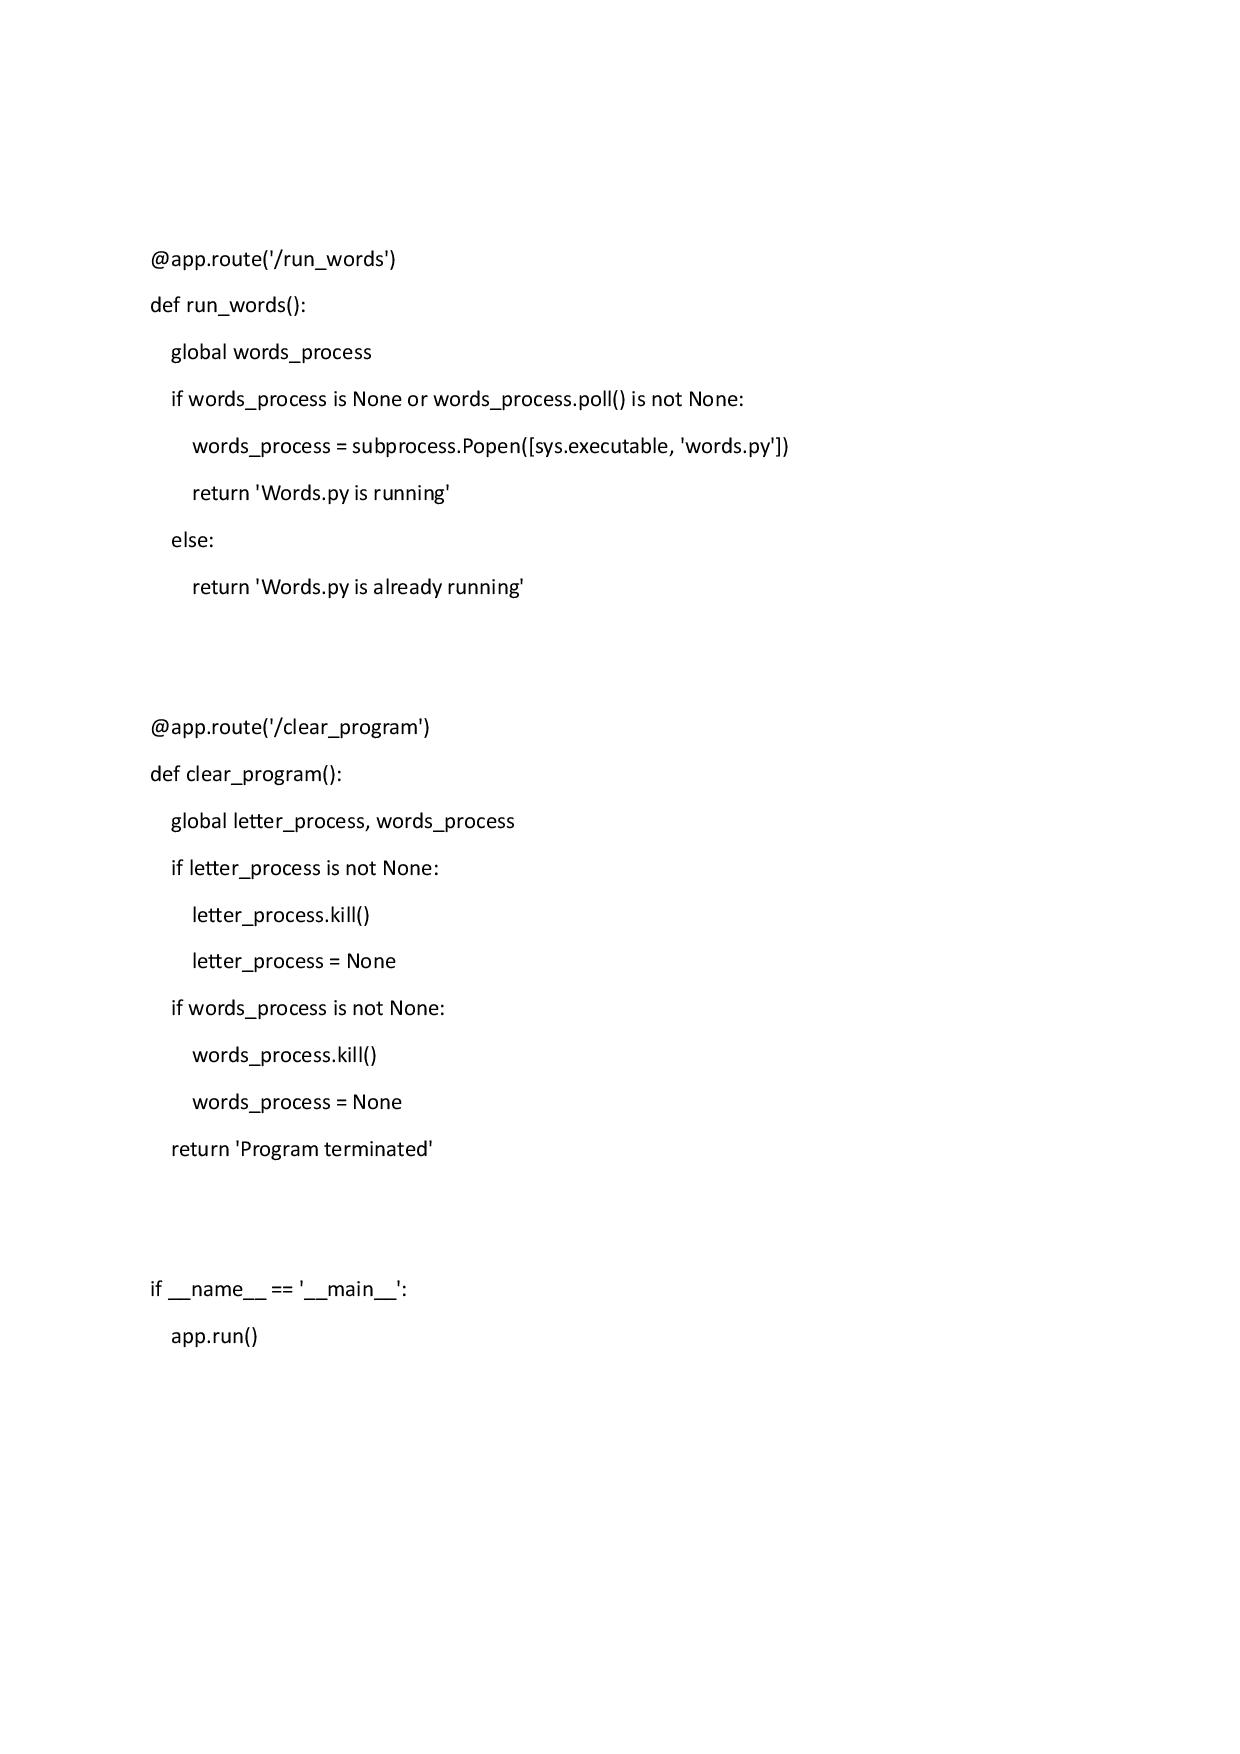 @app.route('/run_words')
def run_words():
    global words_process
    if words_process is None or words_process.poll() is not None:
        words_process = subprocess.Popen([sys.executable, 'words.py'])
        return 'Words.py is running'
    else:
        return 'Words.py is already running'
@app.route('/clear_program')
def clear_program():
    global letter_process, words_process
    if letter_process is not None:
        letter_process.kill()
        letter_process = None
    if words_process is not None:
        words_process.kill()
        words_process = None
    return 'Program terminated'
if __name__ == '__main__':
    app.run()